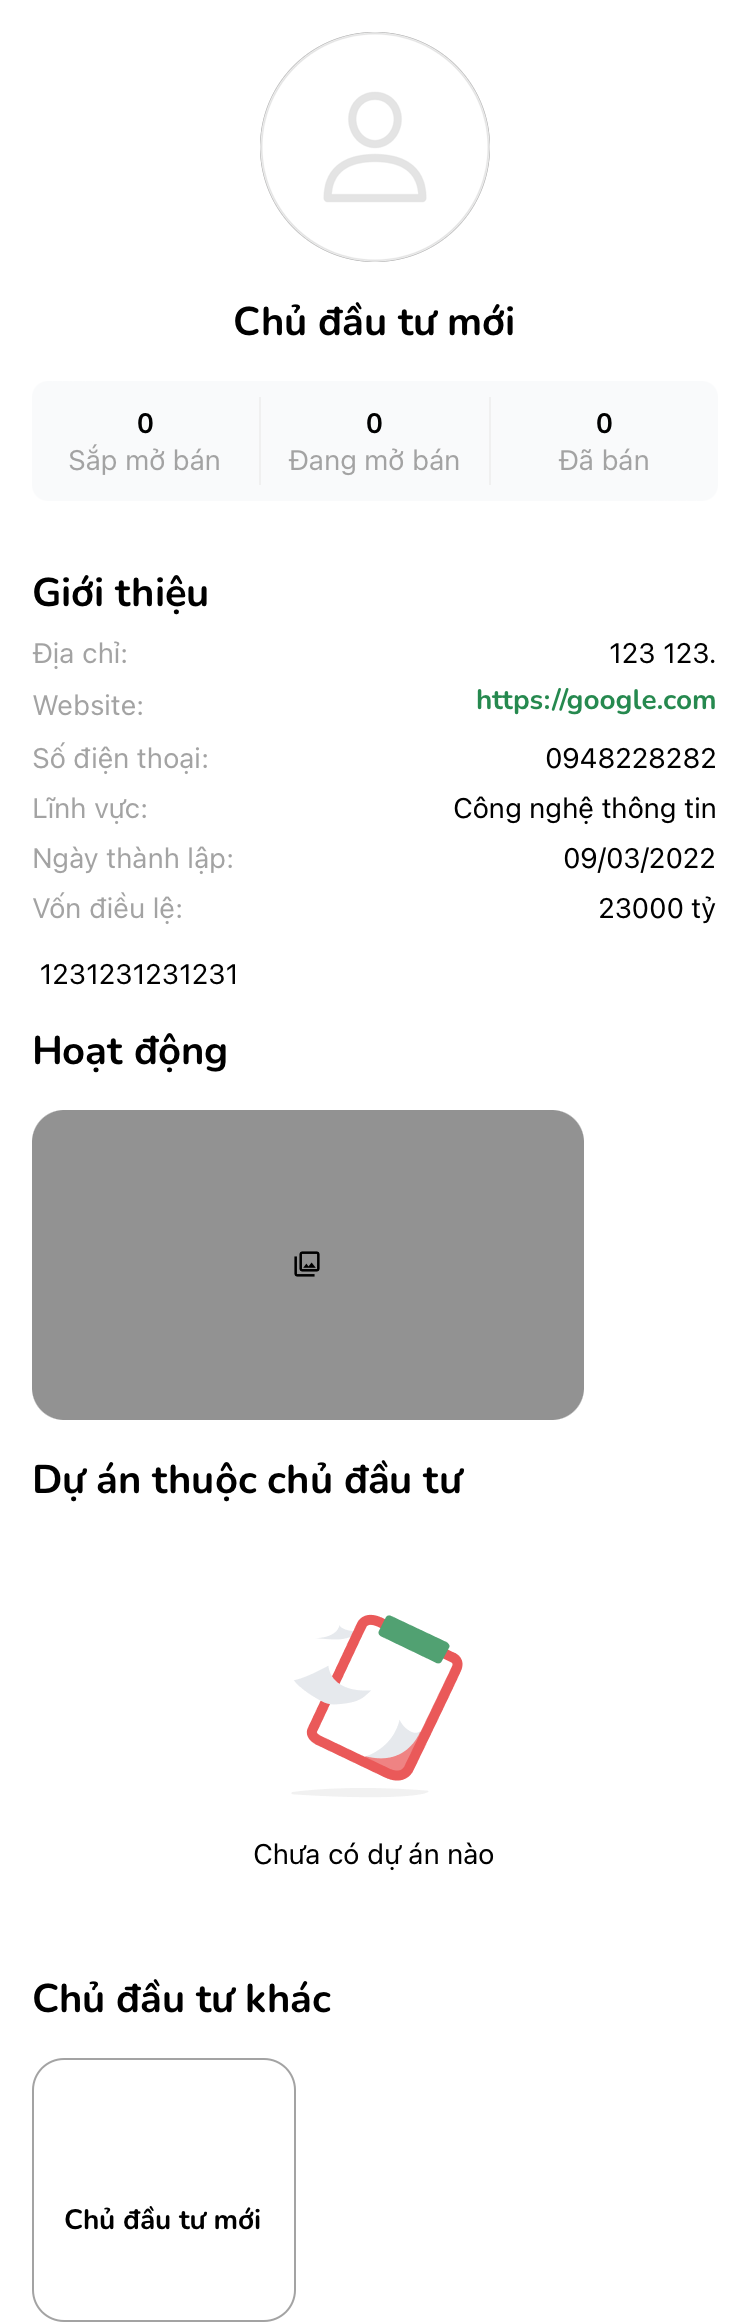 Chủ đầu tư mới
0 0 0
Sắp mở bán Đang mở bán Đã bán
Giới thiệu
Địa chỉ: 123 123.
Website: https://google.com
Số điện thoại: 0948228282
Lĩnh vực: Công nghệ thông tin
Ngày thành lập: 09/03/2022
Vốn điều lệ: 23000 tỷ
1231231231231
Hoạt động
Dự án thuộc chủ đầu tư
Chưa có dự án nào
Chủ đầu tư khác
Chủ đầu tư mới